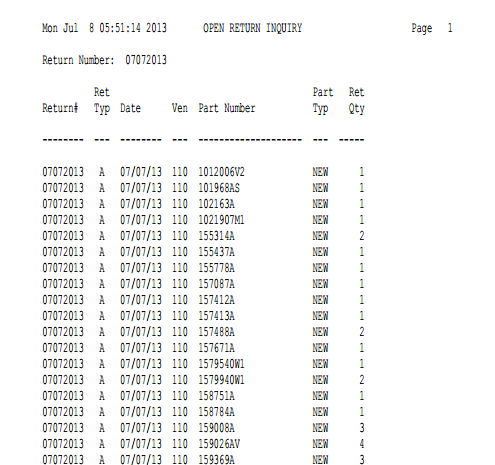 Mon Jul  8 05:51:14 2013      OPEN RETURN INQUIRY                 Page   1
Return Number:  07072013
          Ret                                       Part   Ret
Return#   Typ  Date      Ven  Part Number           Typ    Qty
--------  ---  --------  ---  --------------------  ---  -----
07072013   A   07/07/13  110  1012006V2             NEW      1
07072013   A   07/07/13  110  101968AS              NEW      1
07072013   A   07/07/13  110  102163A               NEW      1
07072013   A   07/07/13  110  1021907M1             NEW      1
07072013   A   07/07/13  110  155314A               NEW      2
07072013   A   07/07/13  110  155437A               NEW      1
07072013   A   07/07/13  110  155778A               NEW      1
07072013   A   07/07/13  110  157087A               NEW      1
07072013   A   07/07/13  110  157412A               NEW      1
07072013   A   07/07/13  110  157413A               NEW      1
07072013   A   07/07/13  110  157488A               NEW      2
07072013   A   07/07/13  110  157671A               NEW      1
07072013   A   07/07/13  110  1579540W1             NEW      1
07072013   A   07/07/13  110  1579940W1             NEW      2
07072013   A   07/07/13  110  158751A               NEW      1
07072013   A   07/07/13  110  158784A               NEW      1
07072013   A   07/07/13  110  159008A               NEW      3
07072013   A   07/07/13  110  159026AV              NEW      4
07072013   A   07/07/13  110  159369A               NEW      3